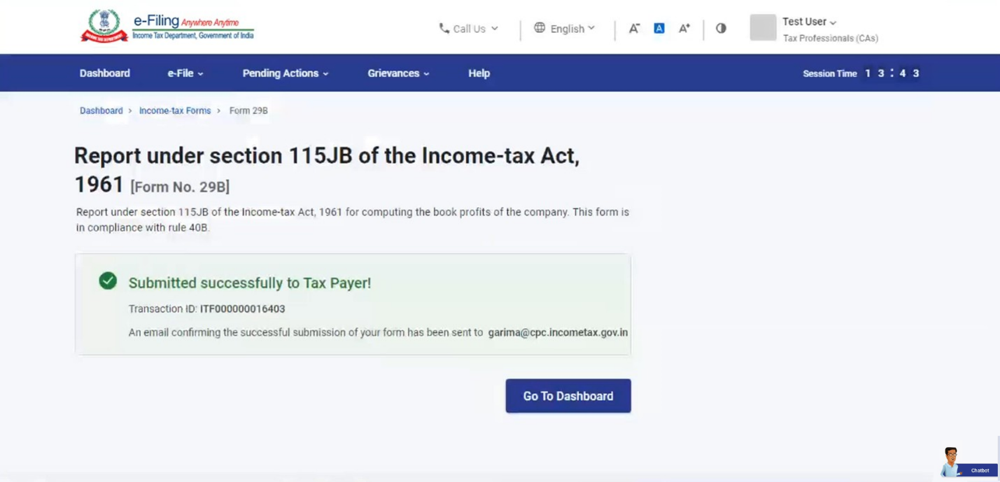 e-Filing Anywhere Anytime
Income Tax Department, Government of India
Call Us
English
A-
A
A+
Test User
Tax Professionals (CAs)
Dashboard
e-File
Pending Actions
Grievances
Help
Session Time 1 3 : 4 3
Dashboard > Income-tax Forms > Form 29B
Report under section 115JB of the Income-tax Act,
1961 [Form No. 29B]
Report under section 115JB of the Income-tax Act, 1961 for computing the book profits of the company. This form is
in compliance with rule 40B.
Submitted successfully to Tax Payer!
Transaction ID: ITF000000016403
An email confirming the successful submission of your form has been sent to garima@cpc.incometax.gov.in
Go To Dashboard
Chatbot